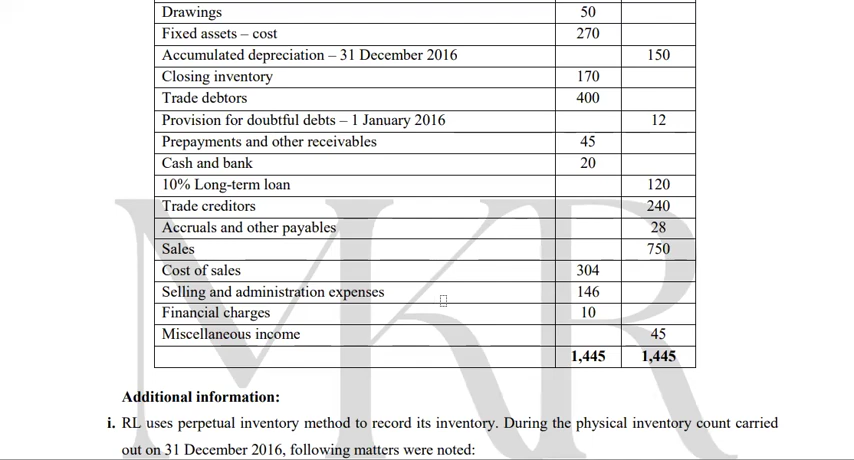 Drawings 50
Fixed assets – cost 270
Accumulated depreciation – 31 December 2016 150
Closing inventory 170
Trade debtors 400
Provision for doubtful debts – 1 January 2016 12
Prepayments and other receivables 45
Cash and bank 20
10% Long-term loan 120
Trade creditors 240
Accruals and other payables 28
Sales 750
Cost of sales 304
Selling and administration expenses 146
Financial charges 10
Miscellaneous income 45
1,445 1,445
Additional information:
i. RL uses perpetual inventory method to record its inventory. During the physical inventory count carried
out on 31 December 2016, following matters were noted:
MKR